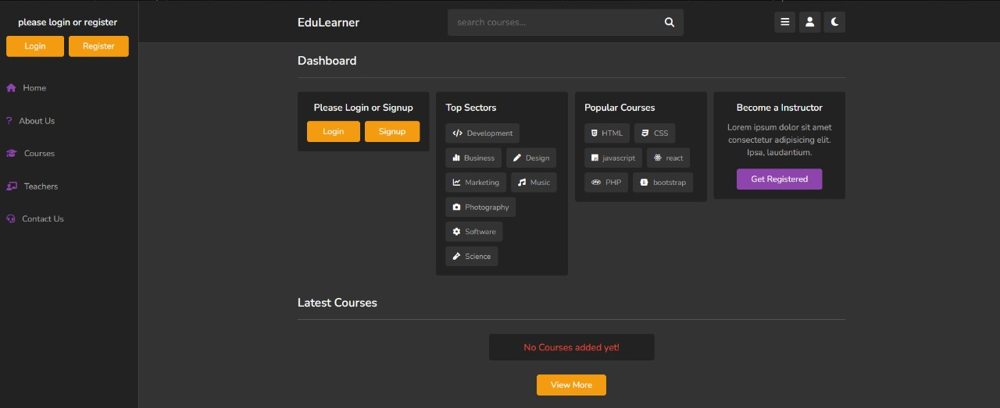 please login or register
Login Register
Home
About Us
Courses
Teachers
Contact Us
EduLearner
search courses...
Dashboard
Please Login or Signup
Login Signup
Top Sectors
Development
Business Design
Marketing Music
Photography
Software
Science
Popular Courses
HTML CSS
javascript react
PHP bootstrap
Become a Instructor
Lorem ipsum dolor sit amet
consectetur adipisicing elit.
Ipsa, laudantium.
Get Registered
Latest Courses
No Courses added yet!
View More